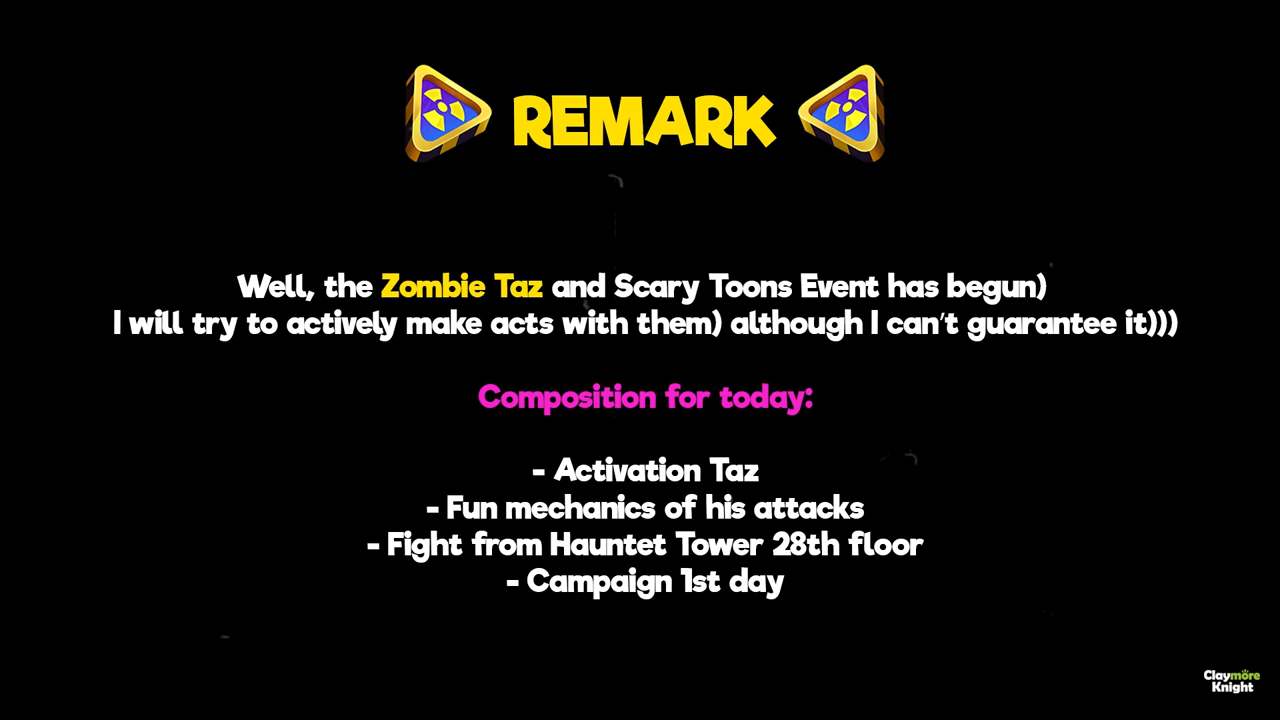 REMARK
Well, the Zombie Taz and Scary Toons Event has begun)
I will try to actively make acts with them) although I can't guarantee it)))
Composition for today:
- Activation Taz
- Fun mechanics of his attacks
- Fight from Hauntet Tower 28th floor
- Campaign 1st day
Claymore
Knight